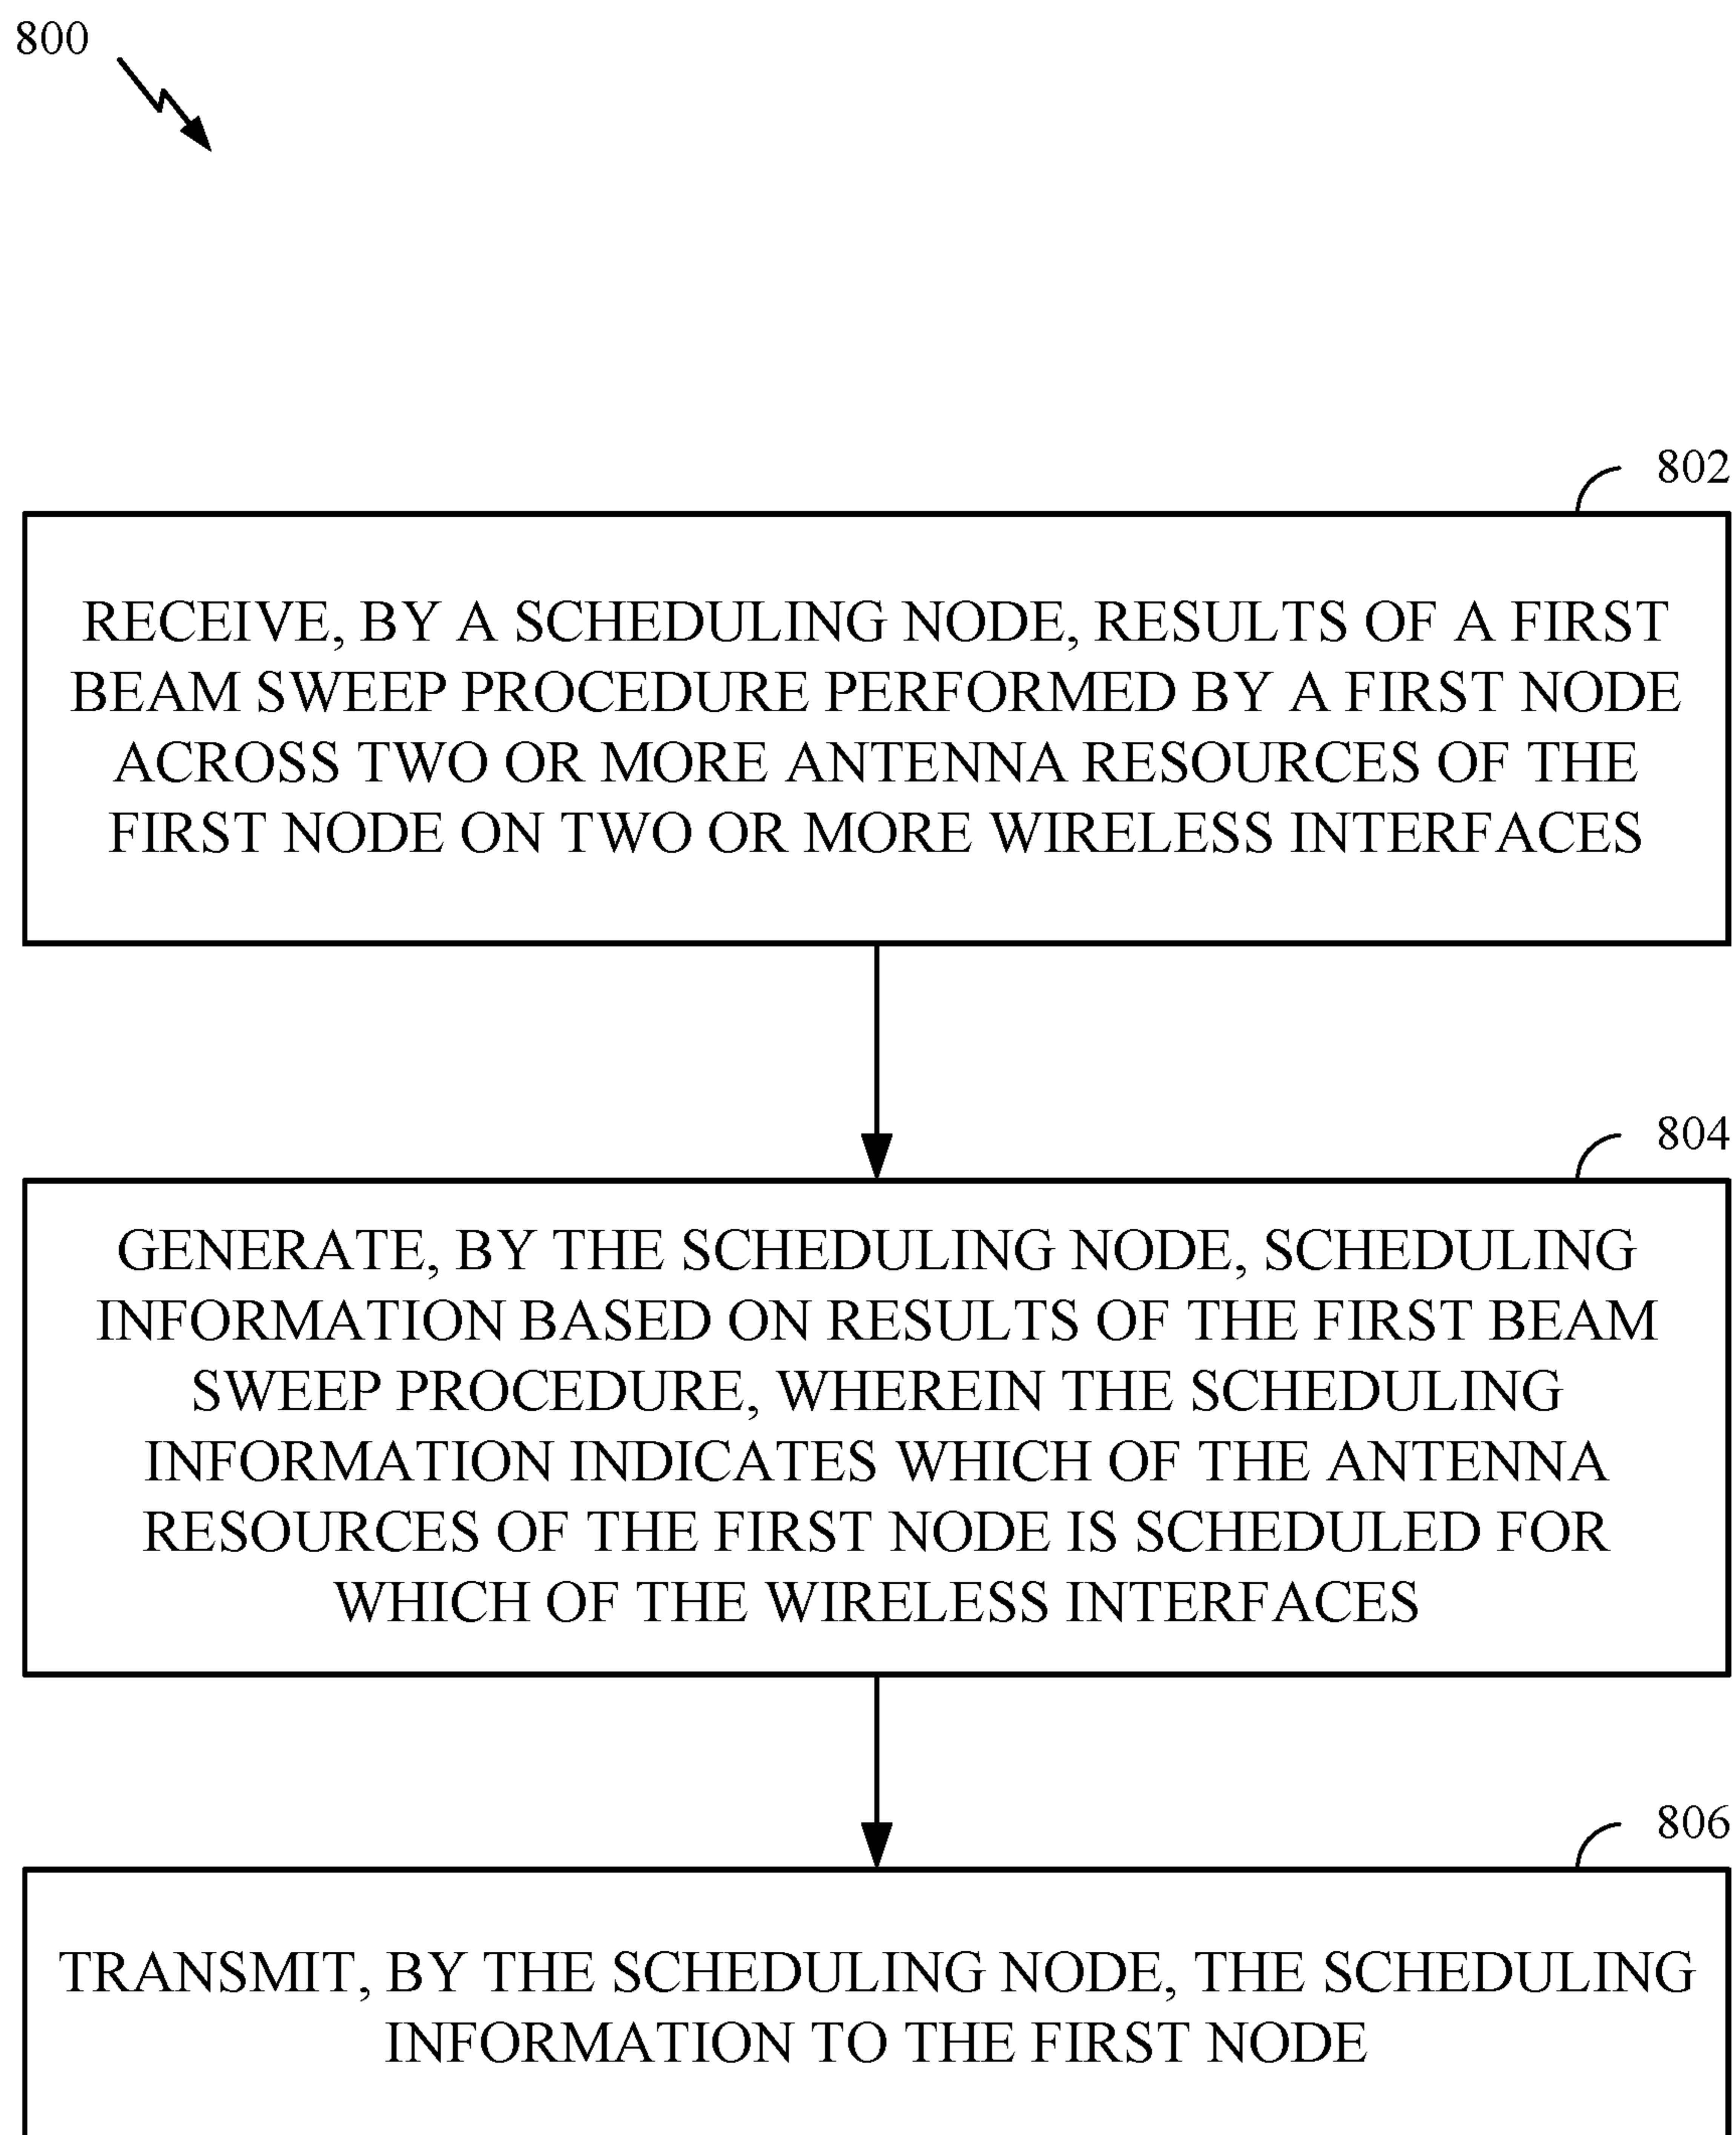 800
802
RECEIVE, BY A SCHEDULING NODE, RESULTS OF A FIRST
BEAM SWEEP PROCEDURE PERFORMED BY A FIRST NODE
ACROSS TWO OR MORE ANTENNA RESOURCES OF THE
FIRST NODE ON TWO OR MORE WIRELESS INTERFACES
804
GENERATE, BY THE SCHEDULING NODE, SCHEDULING
INFORMATION BASED ON RESULTS OF THE FIRST BEAM
SWEEP PROCEDURE, WHEREIN THE SCHEDULING
INFORMATION INDICATES WHICH OF THE ANTENNA
RESOURCES OF THE FIRST NODE IS SCHEDULED FOR
WHICH OF THE WIRELESS INTERFACES
806
TRANSMIT, BY THE SCHEDULING NODE, THE SCHEDULING
INFORMATION TO THE FIRST NODE